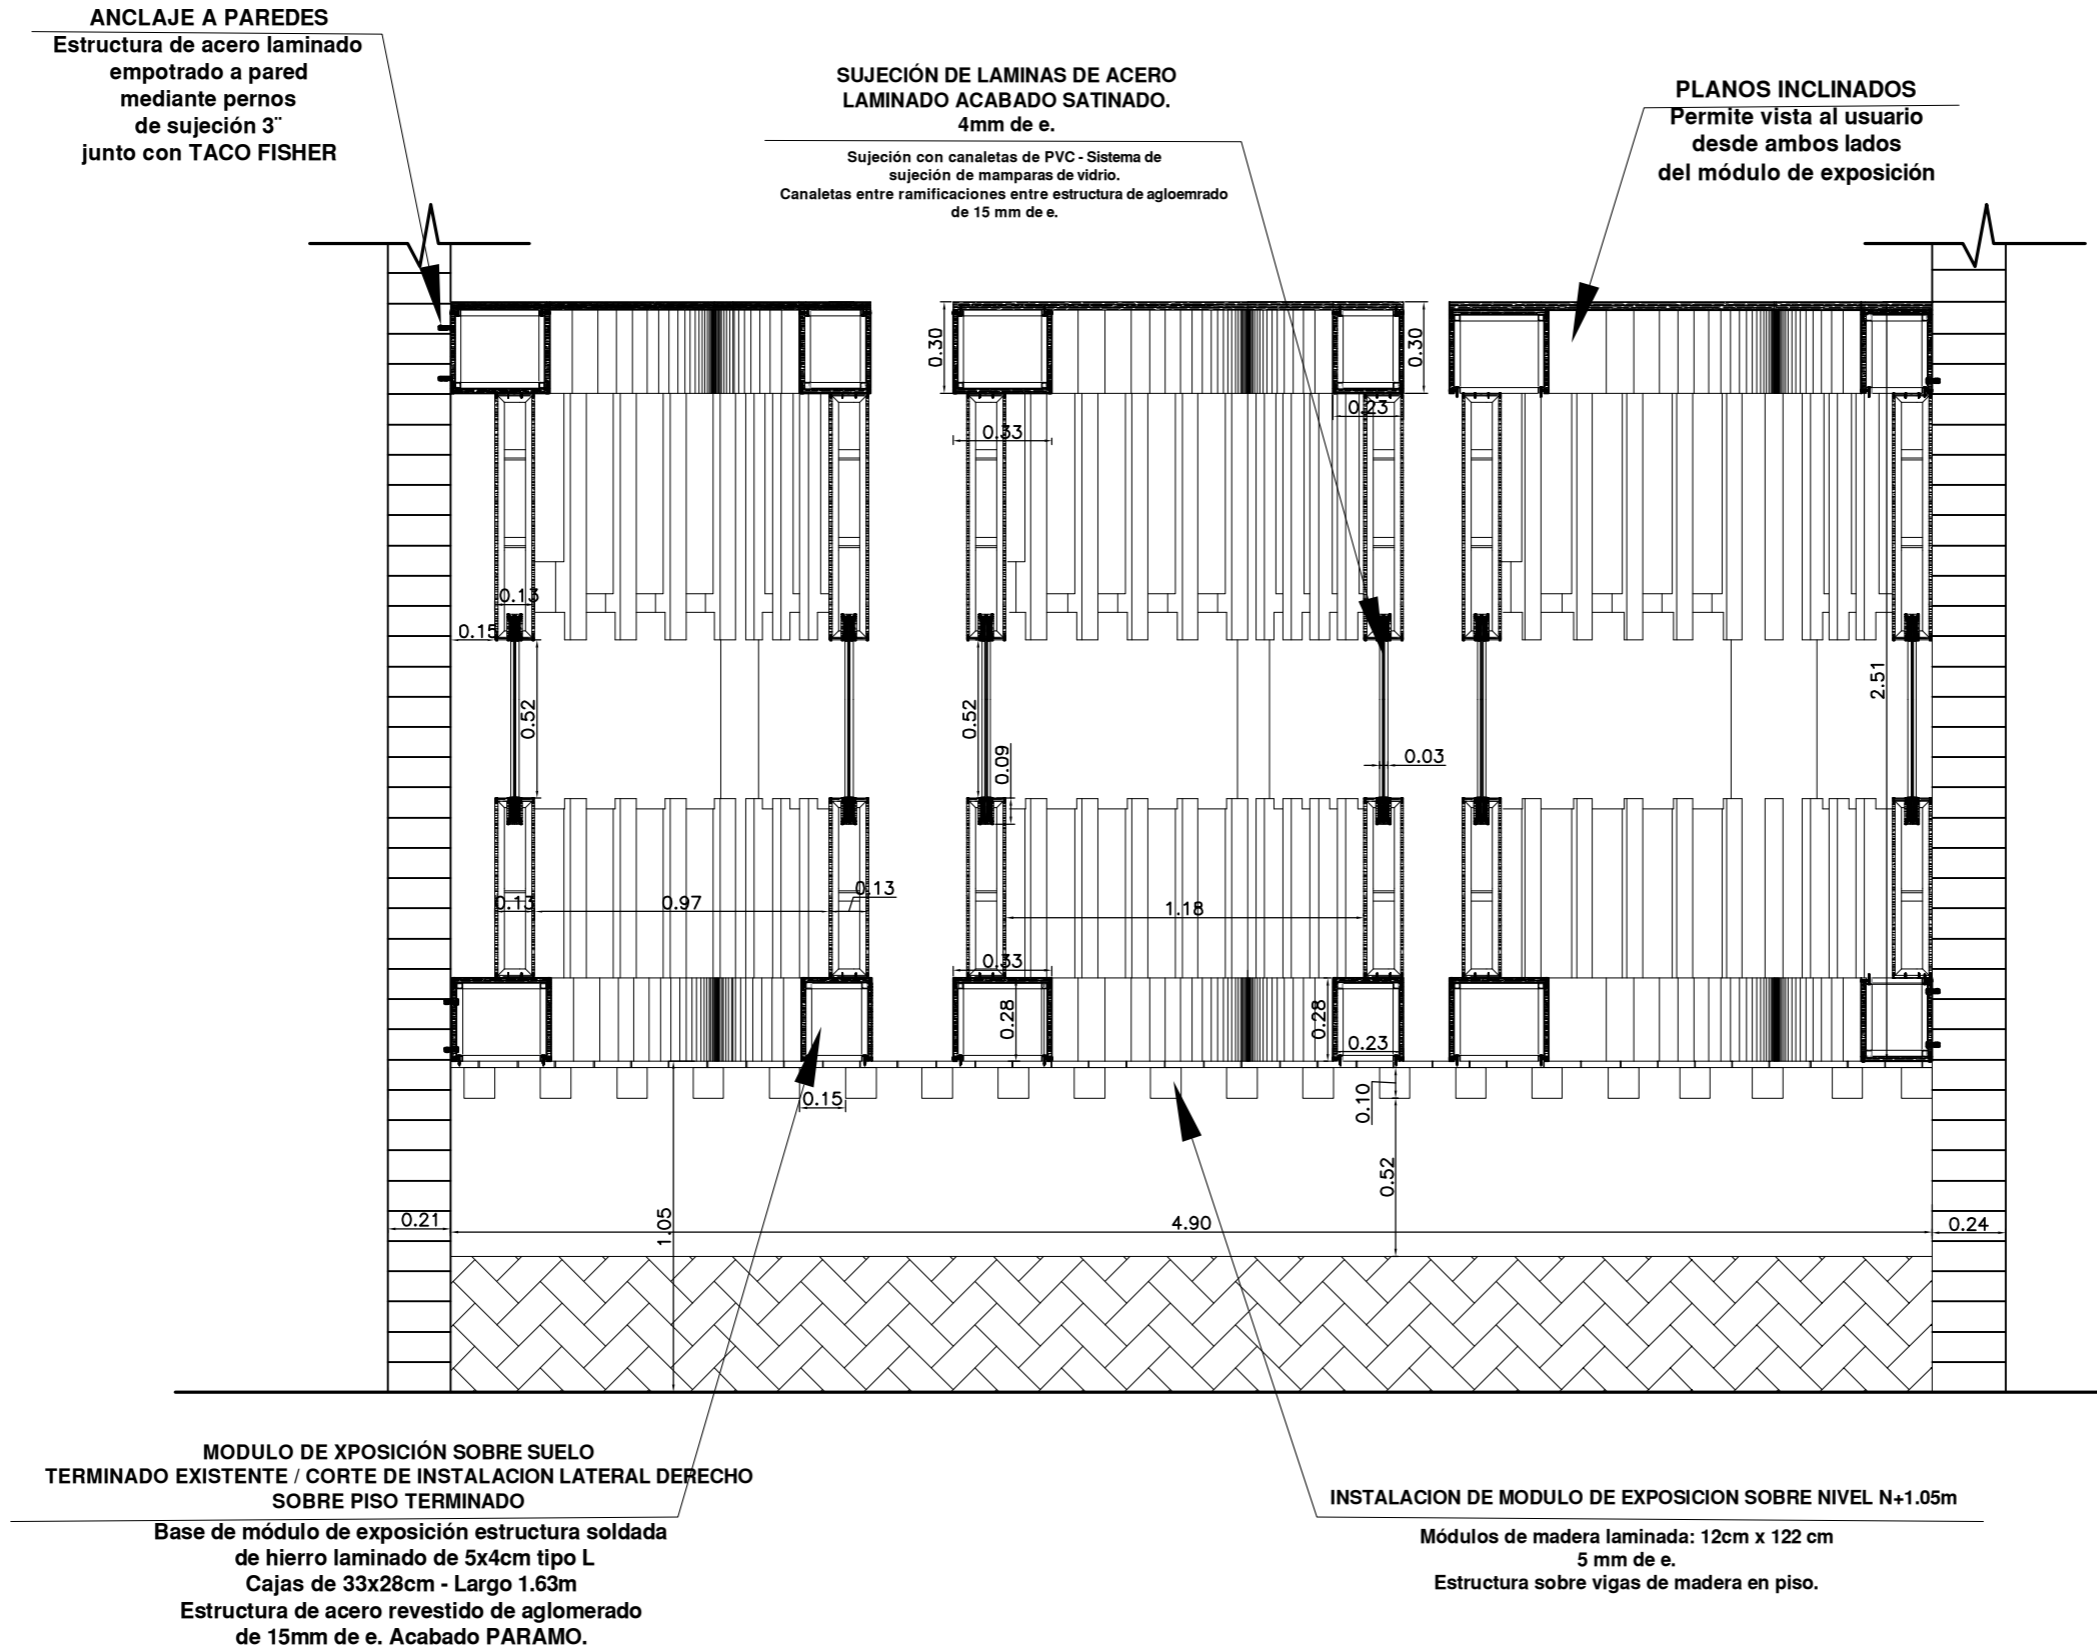 ANCLAJE A PAREDES
Estructura de acero laminado
empotrado a pared
mediante pernos
de sujeción 3¨
junto con TACO FISHER
SUJECIÓN DE LAMINAS DE ACERO
LAMINADO ACABADO SATINADO.
4mm de e.
Sujeción con canaletas de PVC - Sistema de
sujeción de mamparas de vidrio.
Canaletas entre ramificaciones entre estructura de agloemrado
de 15 mm de e.
PLANOS INCLINADOS
Permite vista al usuario
desde ambos lados
del módulo de exposición
0.30
0.30
0.23
0.33
0.13
0.15
0.52
0.52
0.09
0.03
2.51
0.13
0.97
0.13
1.18
0.33
0.28
0.28
0.23
0.15
0.10
0.52
0.21
1.05
4.90
0.24
MODULO DE XPOSICIÓN SOBRE SUELO
TERMINADO EXISTENTE / CORTE DE INSTALACION LATERAL DERECHO
SOBRE PISO TERMINADO
Base de módulo de exposición estructura soldada
de hierro laminado de 5x4cm tipo L
Cajas de 33x28cm - Largo 1.63m
Estructura de acero revestido de aglomerado
de 15mm de e. Acabado PARAMO.
INSTALACION DE MODULO DE EXPOSICION SOBRE NIVEL N+1.05m
Módulos de madera laminada: 12cm x 122 cm
5 mm de e.
Estructura sobre vigas de madera en piso.